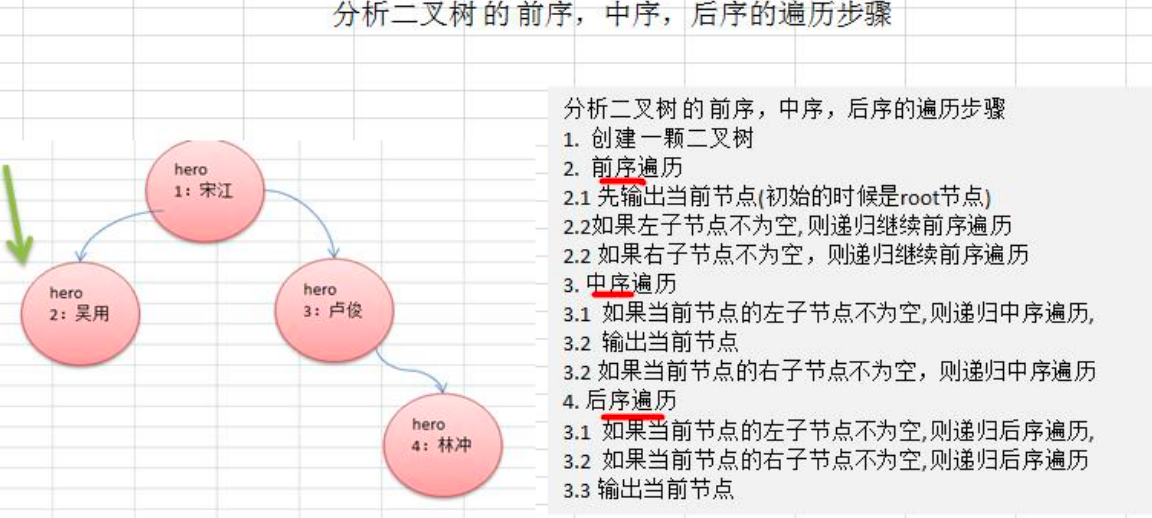 分析二叉树的前序，中序，后序的遍历步骤
hero
1：宋江
hero
2：吴用
hero
3：卢俊
hero
4：林冲
分析二叉树的前序，中序，后序的遍历步骤
1. 创建一颗二叉树
2. 前序遍历
2.1 先输出当前节点(初始的时候是root节点)
2.2如果左子节点不为空,则递归继续前序遍历
2.2 如果右子节点不为空，则递归继续前序遍历
3. 中序遍历
3.1 如果当前节点的左子节点不为空,则递归中序遍历,
3.2 输出当前节点
3.2 如果当前节点的右子节点不为空，则递归中序遍历
4. 后序遍历
3.1 如果当前节点的左子节点不为空,则递归后序遍历,
3.2 如果当前节点的右子节点不为空,则递归后序遍历
3.3 输出当前节点